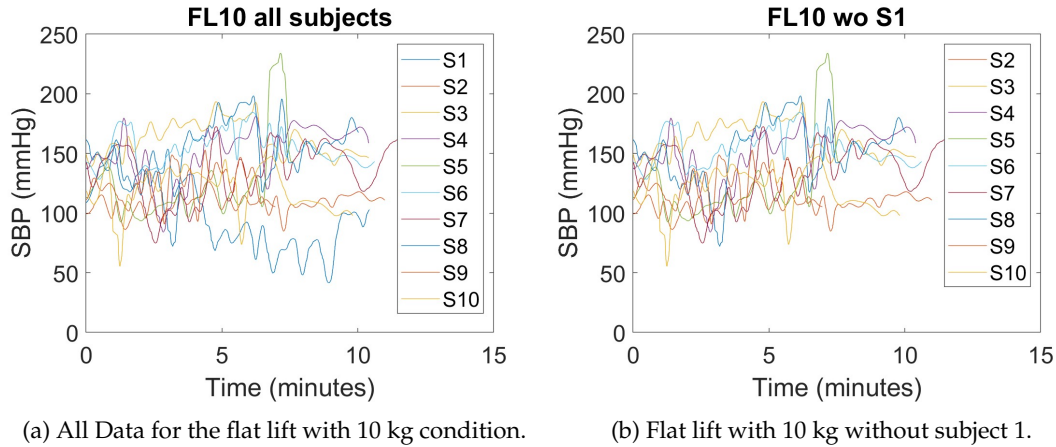 FL10 all subjects
250
200
150
100
50
0
SBP (mmHg)
0 5 10 15
Time (minutes)
S1
S2
S3
S4
S5
S6
S7
S8
S9
S10
(a) All Data for the flat lift with 10 kg condition.
FL10 wo S1
250
200
150
100
50
0
SBP (mmHg)
0 5 10 15
Time (minutes)
S2
S3
S4
S5
S6
S7
S8
S9
S10
(b) Flat lift with 10 kg without subject 1.